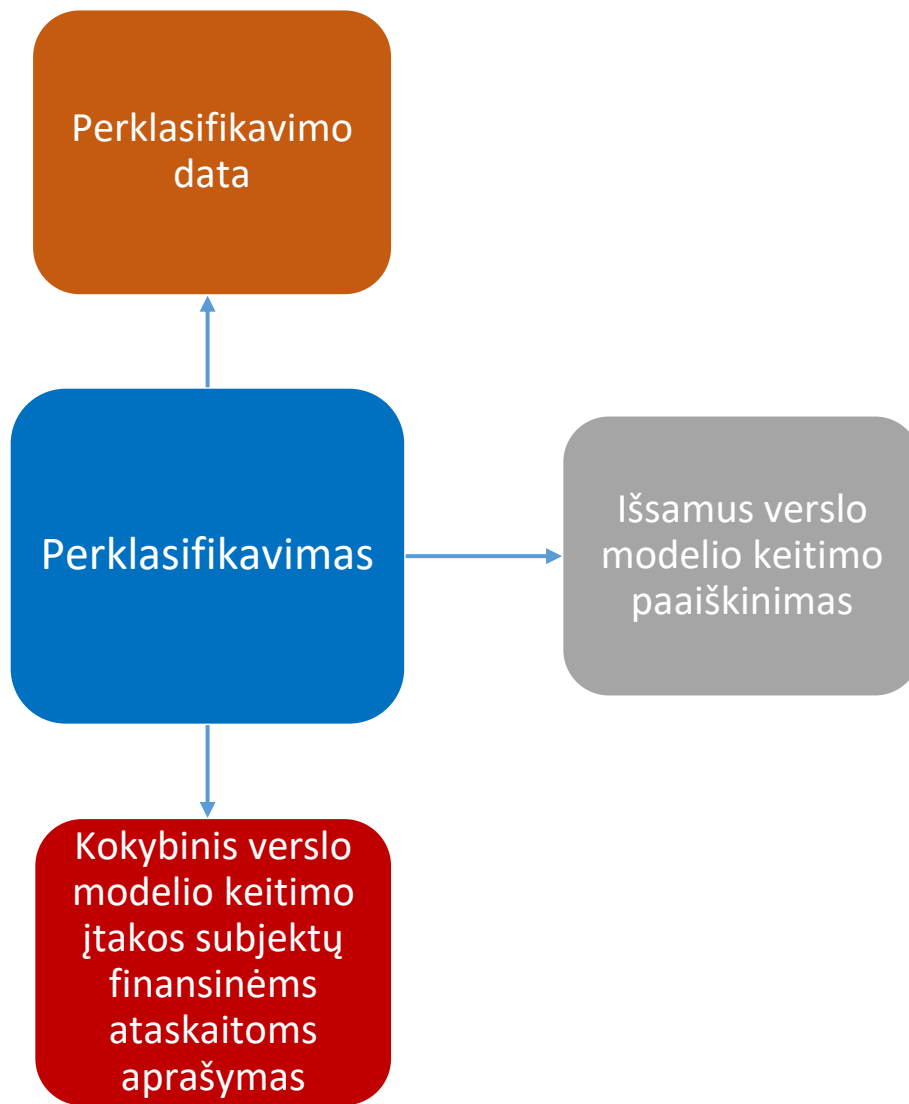 Perklasifikavimo
data
Perklasifikavimas
Išsamus verslo
modelio keitimo
paaiškinimas
Kokybinis verslo
modelio keitimo
įtakos subjektų
finansinėms
ataskaitoms
aprašymas